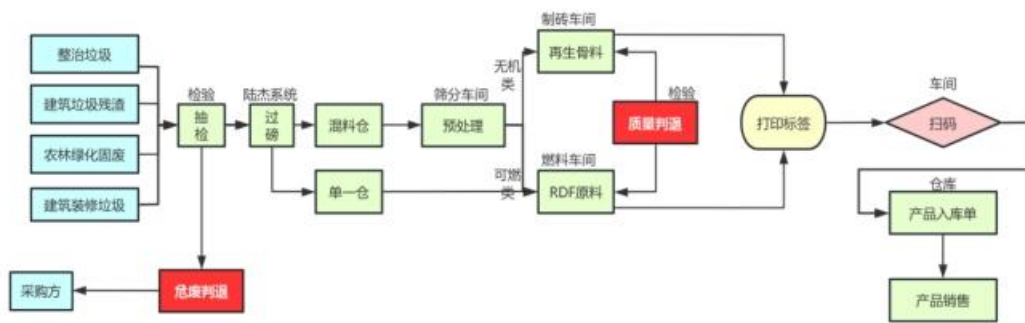 整治垃圾
建筑垃圾残渣
农林绿化固废
建筑装修垃圾
检验
抽
检
陆杰系统
过
磅
混料仓
单一仓
筛分车间
预处理
无机
类
可燃
类
制砖车间
再生骨料
检验
质量判退
燃料车间
RDF原料
打印标签
车间
扫码
仓库
产品入库单
产品销售
危废判退
采购方